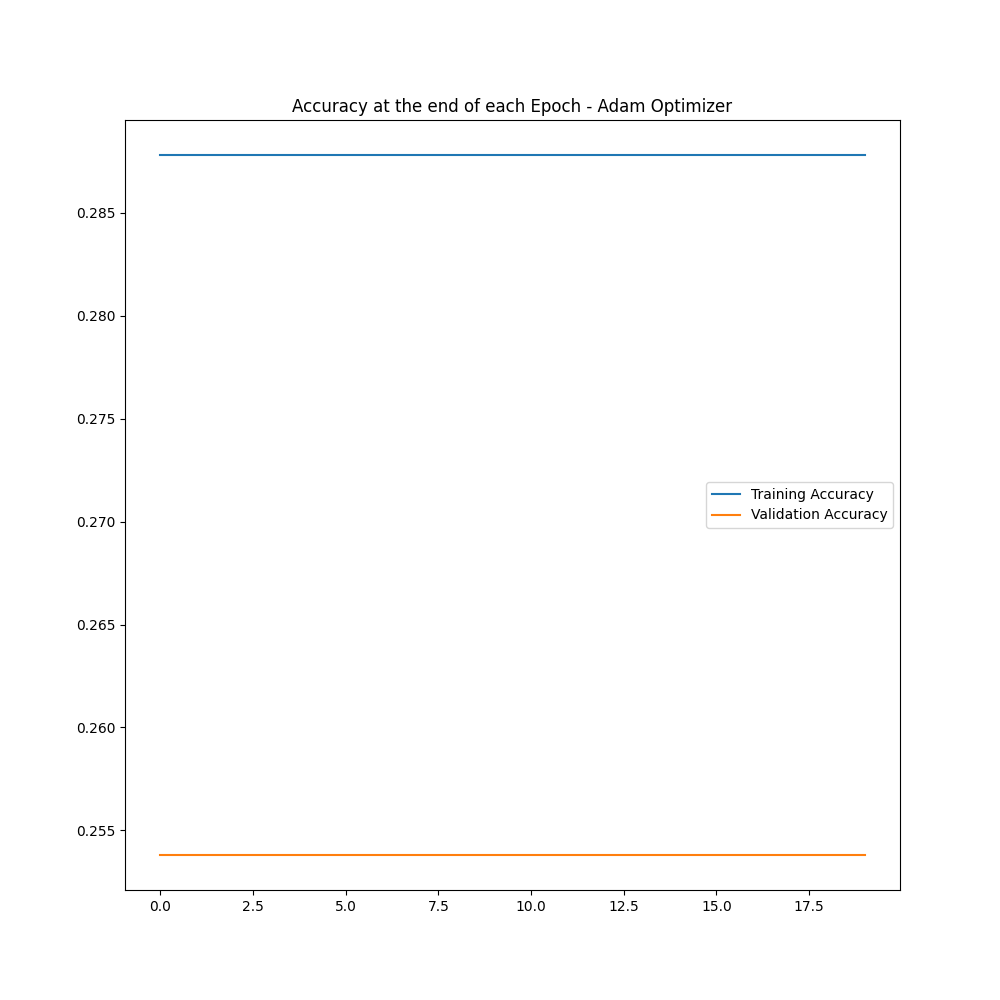 Accuracy at the end of each Epoch - Adam Optimizer
0.285
0.280
0.275
0.270
0.265
0.260
0.255
Training Accuracy
Validation Accuracy
0.0 2.5 5.0 7.5 10.0 12.5 15.0 17.5